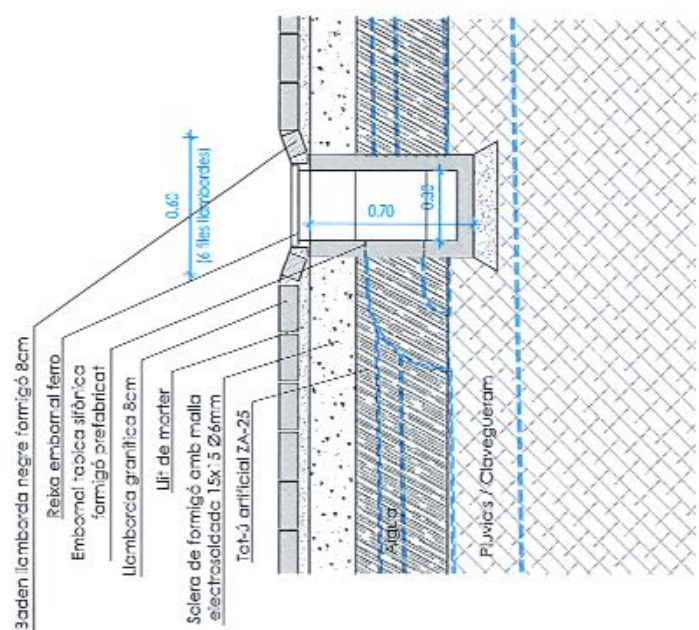 Baden llamborda negre formigó 8cm
Reixa embornal ferro
Embornal tapica sifònica
formigó prefabricat
Llamborda granítica 8cm
Llit de morter
Solera de formigó amb malla
electrosoldada 15x15 Ø6mm
Tot-ú artificial ZA-25
0.60
(6 files llambordes)
0.70
0.30
Aigua
Pluvials / Clavegueram